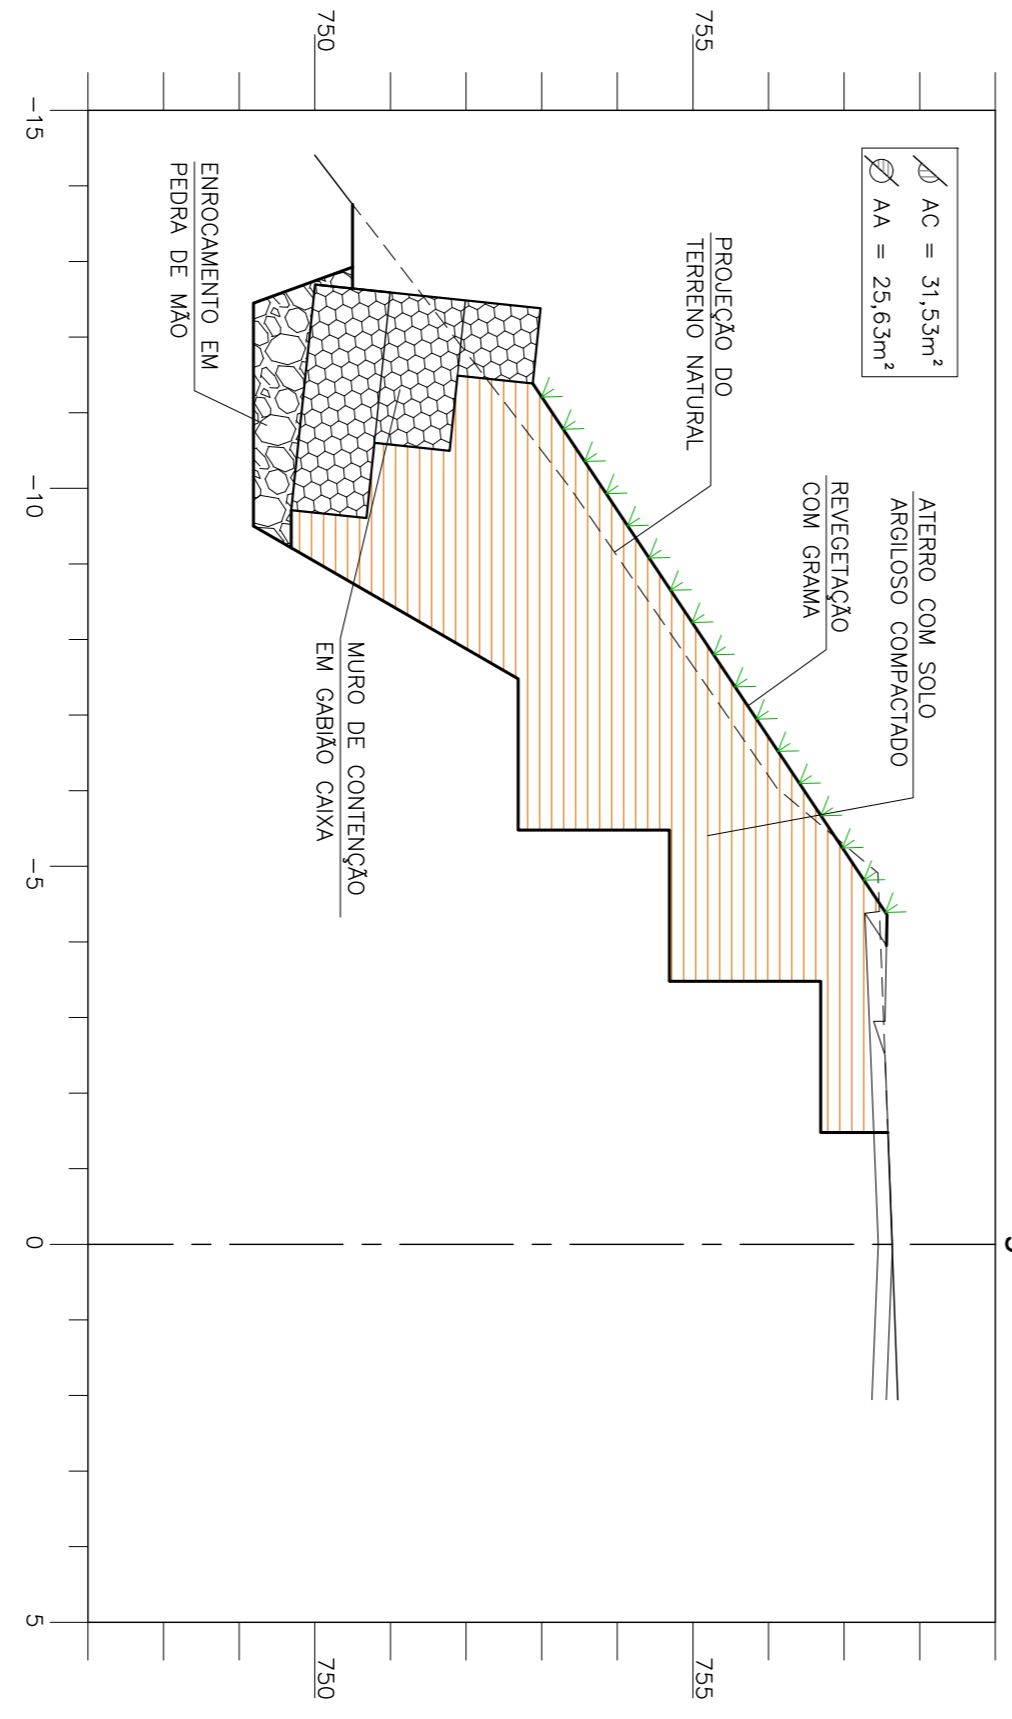 AC = 31,53m²
AA = 25,63m²
ATERRO COM SOLO
ARGILOSO COMPACTADO
REVEGETAÇÃO
COM GRAMA
PROJEÇÃO DO
TERRENO NATURAL
MURO DE CONTENÇÃO
EM GABIÃO CAIXA
ENROCAMENTO EM
PEDRA DE MÃO
755
750
755
750
-15
-10
-5
0
5